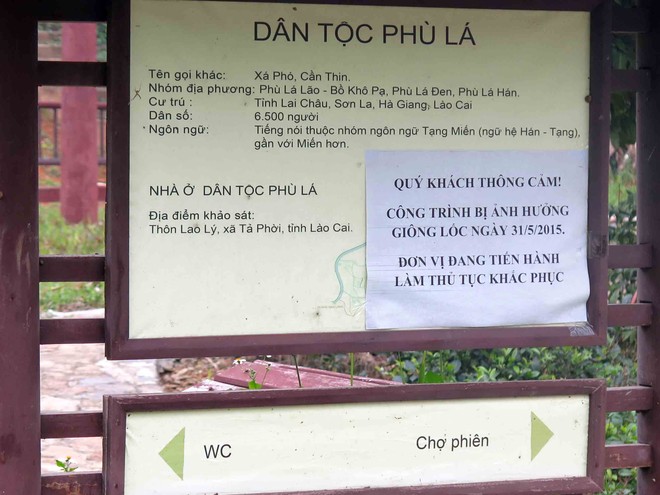 DÂN TỘC PHÙ LÁ
Tên gọi khác: Xá Phó, Cần Thin.
Nhóm địa phương: Phù Lá Lão - Bồ Khô Pạ, Phù Lá Đen, Phù Lá Hán.
Cư trú : Tỉnh Lai Châu, Sơn La, Hà Giang, Lào Cai
Dân số: 6.500 người
Ngôn ngữ: Tiếng nói thuộc nhóm ngôn ngữ Tạng Miến (ngữ hệ Hán - Tạng),
gần với Miến hơn.
NHÀ Ở DÂN TỘC PHÙ LÁ
Địa điểm khảo sát:
Thôn Lao Lý, xã Tả Phời, tỉnh Lào Cai.
QUÝ KHÁCH THÔNG CẢM!
CÔNG TRÌNH BỊ ẢNH HƯỞNG
GIÔNG LỐC NGÀY 31/5/2015.
ĐƠN VỊ ĐANG TIẾN HÀNH
LÀM THỦ TỤC KHẮC PHỤC
WC
Chợ phiên